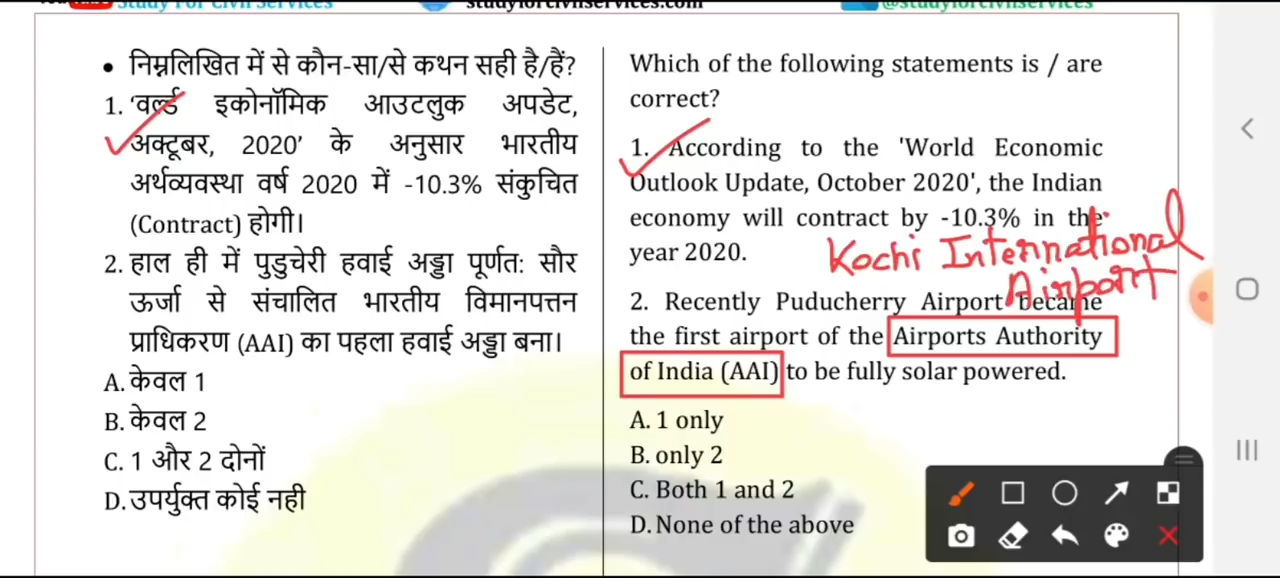 Study For Civil Services
studyforcivilservices.com
@studyforcivilservices
• निम्नलिखित में से कौन-सा/से कथन सही है/हैं?
1. ‘वर्ल्ड इकोनॉमिक आउटलुक अपडेट,
अक्टूबर, 2020’ के अनुसार भारतीय
अर्थव्यवस्था वर्ष 2020 में -10.3% संकुचित
(Contract) होगी।
2. हाल ही में पुडुचेरी हवाई अड्डा पूर्णत: सौर
ऊर्जा से संचालित भारतीय विमानपत्तन
प्राधिकरण (AAI) का पहला हवाई अड्डा बना।
A. केवल 1
B. केवल 2
C. 1 और 2 दोनों
D. उपर्युक्त कोई नही
Which of the following statements is / are
correct?
1. According to the 'World Economic
Outlook Update, October 2020', the Indian
economy will contract by -10.3% in the
year 2020.
Kochi International
Airport
2. Recently Puducherry Airport became
the first airport of the Airports Authority
of India (AAI) to be fully solar powered.
A. 1 only
B. only 2
C. Both 1 and 2
D. None of the above